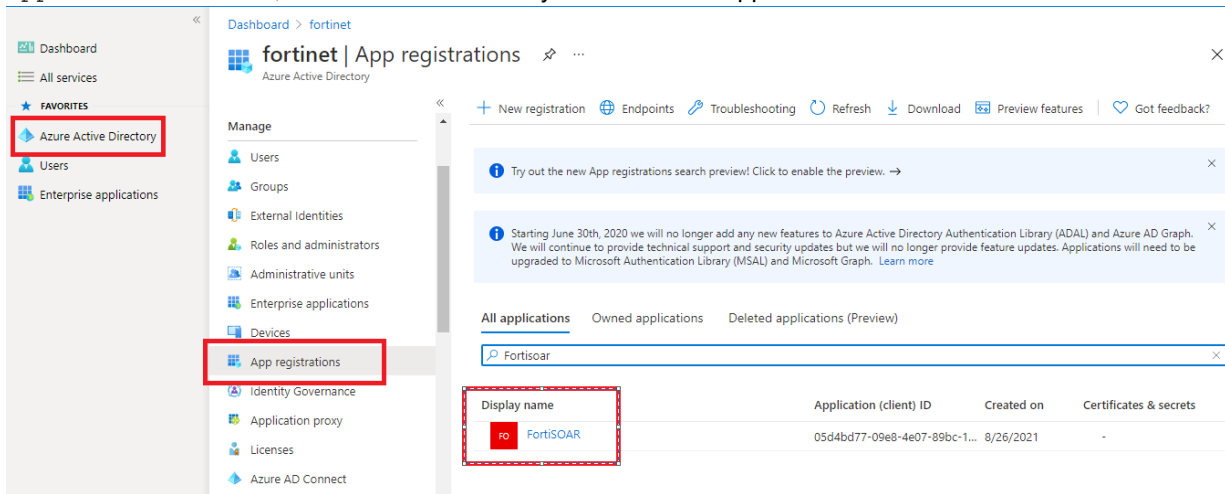 Dashboard > fortinet
Dashboard
All services
FAVORITES
Azure Active Directory
Users
Enterprise applications
fortinet | App registrations
Azure Active Directory
Manage
Users
Groups
External Identities
Roles and administrators
Administrative units
Enterprise applications
Devices
App registrations
Identity Governance
Application proxy
Licenses
Azure AD Connect
New registration Endpoints Troubleshooting Refresh Download Preview features Got feedback?
Try out the new App registrations search preview! Click to enable the preview. →
Starting June 30th, 2020 we will no longer add any new features to Azure Active Directory Authentication Library (ADAL) and Azure AD Graph.
We will continue to provide technical support and security updates but we will no longer provide feature updates. Applications will need to be
upgraded to Microsoft Authentication Library (MSAL) and Microsoft Graph. Learn more
All applications Owned applications Deleted applications (Preview)
Fortisoar
Display name Application (client) ID Created on Certificates & secrets
FO FortiSOAR 05d4bd77-09e8-4e07-89bc-1... 8/26/2021 -